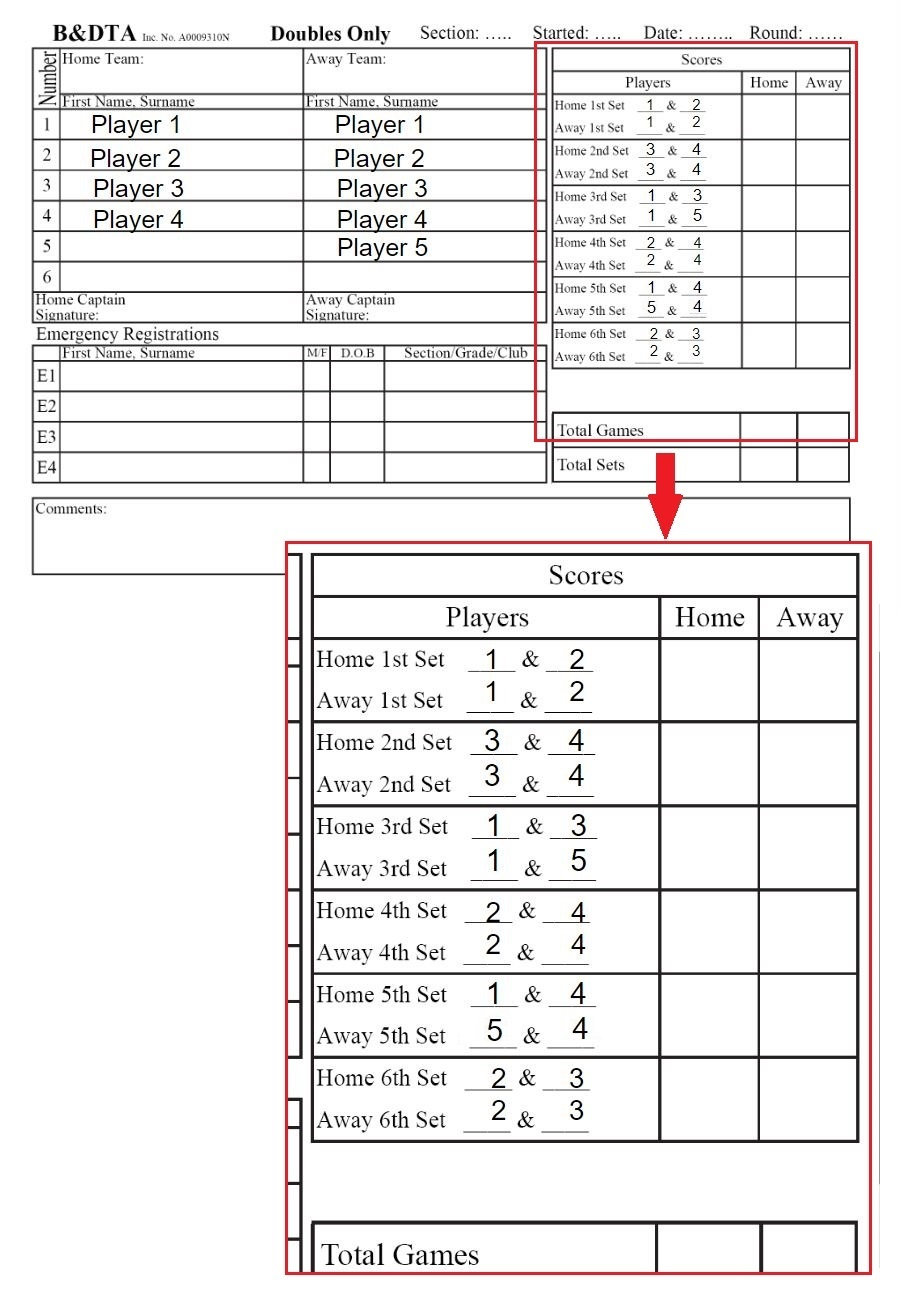 B&DTA Inc. No. A0009310N Doubles Only Section: ….. Started: ….. Date: …….. Round: ……
Number
Home Team: Away Team:
First Name, Surname First Name, Surname
1 Player 1 Player 1
2 Player 2 Player 2
3 Player 3 Player 3
4 Player 4 Player 4
5 Player 5
6
Home Captain Signature: Away Captain Signature:
Emergency Registrations
First Name, Surname M/F D.O.B Section/Grade/Club
E1
E2
E3
E4
Scores
Players Home Away
Home 1st Set 1 & 2
Away 1st Set 1 & 2
Home 2nd Set 3 & 4
Away 2nd Set 3 & 4
Home 3rd Set 1 & 3
Away 3rd Set 1 & 5
Home 4th Set 2 & 4
Away 4th Set 2 & 4
Home 5th Set 1 & 4
Away 5th Set 5 & 4
Home 6th Set 2 & 3
Away 6th Set 2 & 3
Total Games
Total Sets
Comments:
Scores
Players Home Away
Home 1st Set 1 & 2
Away 1st Set 1 & 2
Home 2nd Set 3 & 4
Away 2nd Set 3 & 4
Home 3rd Set 1 & 3
Away 3rd Set 1 & 5
Home 4th Set 2 & 4
Away 4th Set 2 & 4
Home 5th Set 1 & 4
Away 5th Set 5 & 4
Home 6th Set 2 & 3
Away 6th Set 2 & 3
Total Games